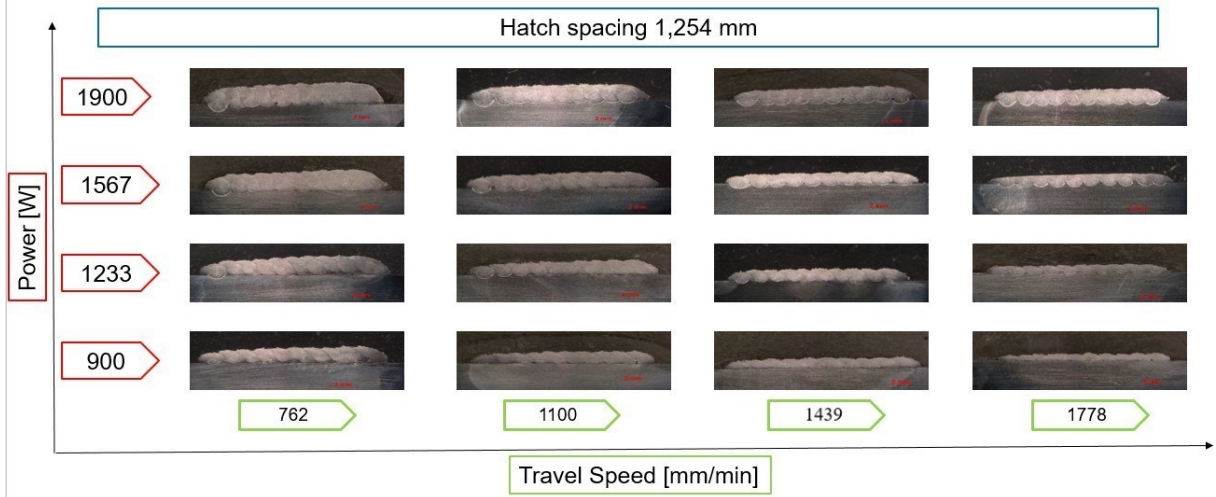 Hatch spacing 1,254 mm
Power [W]
1900
1567
1233
900
762
1100
1439
1778
Travel Speed [mm/min]